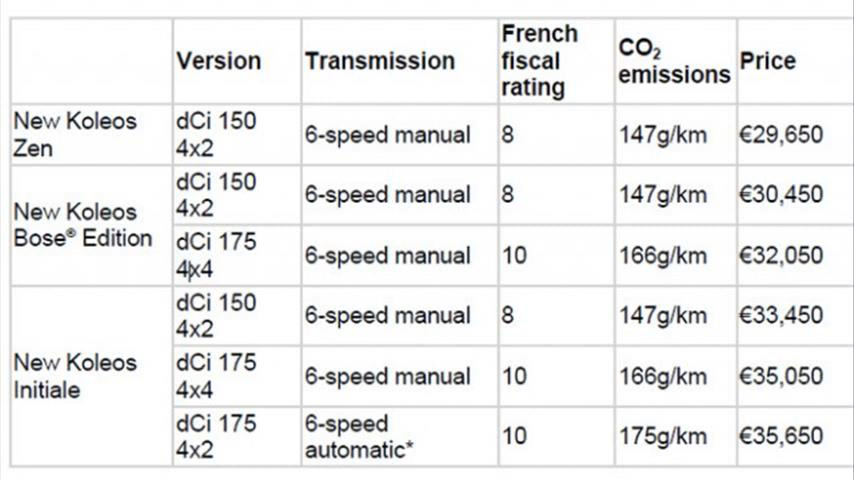 Version Transmission French fiscal rating CO₂ emissions Price
New Koleos Zen dCi 150 4x2 6-speed manual 8 147g/km €29,650
New Koleos Bose® Edition dCi 150 4x2 6-speed manual 8 147g/km €30,450
dCi 175 4x4 6-speed manual 10 166g/km €32,050
New Koleos Initiale dCi 150 4x2 6-speed manual 8 147g/km €33,450
dCi 175 4x4 6-speed manual 10 166g/km €35,050
dCi 175 4x2 6-speed automatic* 10 175g/km €35,650